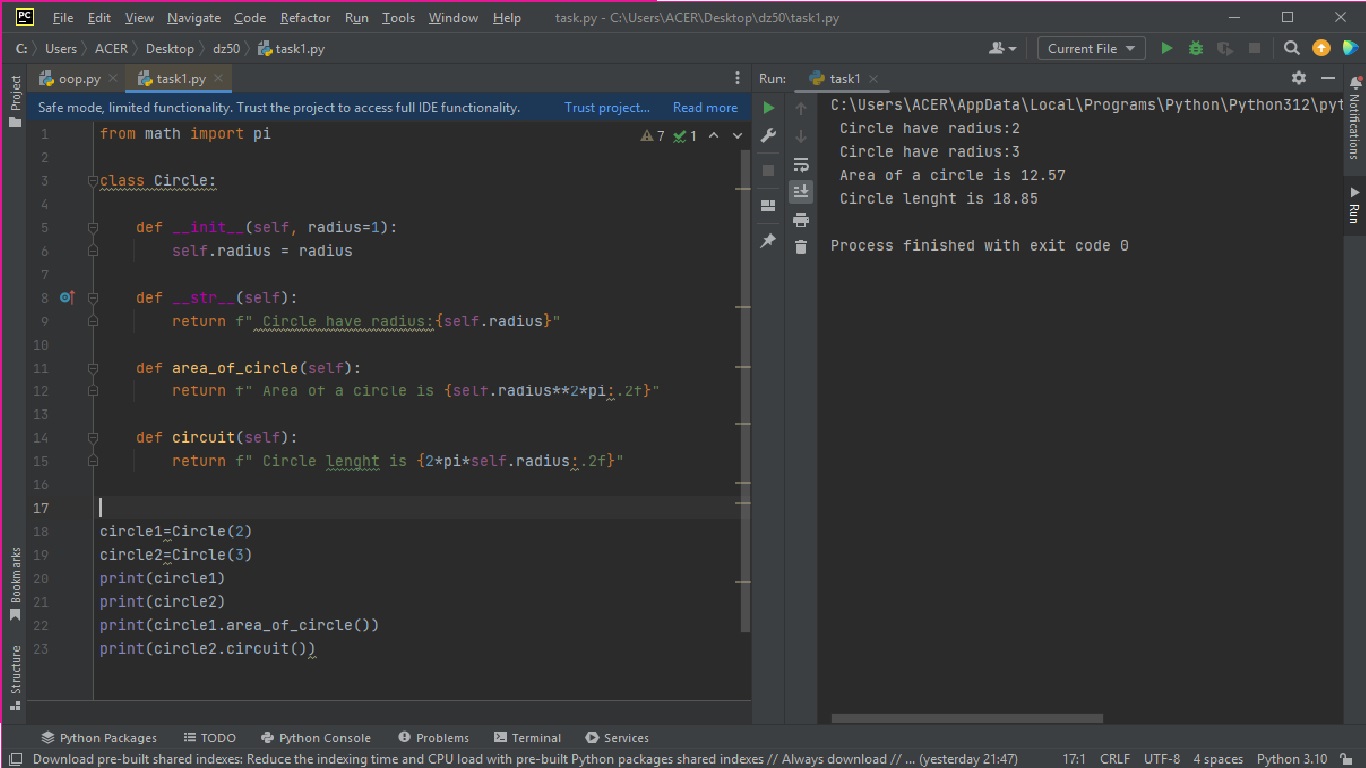 PC File Edit View Navigate Code Refactor Run Tools Window Help task.py - C:\Users\ACER\Desktop\dz50\task1.py
C: Users ACER Desktop dz50 task1.py Current File
Project
oop.py task1.py
Safe mode, limited functionality. Trust the project to access full IDE functionality. Trust project... Read more
7 1
1 from math import pi
2
3 class Circle:
4
5 def __init__(self, radius=1):
6 self.radius = radius
7
8 def __str__(self):
9 return f" Circle have radius:{self.radius}"
10
11 def area_of_circle(self):
12 return f" Area of a circle is {self.radius**2*pi:.2f}"
13
14 def circuit(self):
15 return f" Circle lenght is {2*pi*self.radius:.2f}"
16
17
18 circle1=Circle(2)
19 circle2=Circle(3)
20 print(circle1)
21 print(circle2)
22 print(circle1.area_of_circle())
23 print(circle2.circuit())
Bookmarks
Structure
Run: task1
C:\Users\ACER\AppData\Local\Programs\Python\Python312\pyt
Circle have radius:2
Circle have radius:3
Area of a circle is 12.57
Circle lenght is 18.85
Process finished with exit code 0
Notifications
Run
Python Packages TODO Python Console Problems Terminal Services
Download pre-built shared indexes: Reduce the indexing time and CPU load with pre-built Python packages shared indexes // Always download // ... (yesterday 21:47) 17:1 CRLF UTF-8 4 spaces Python 3.10